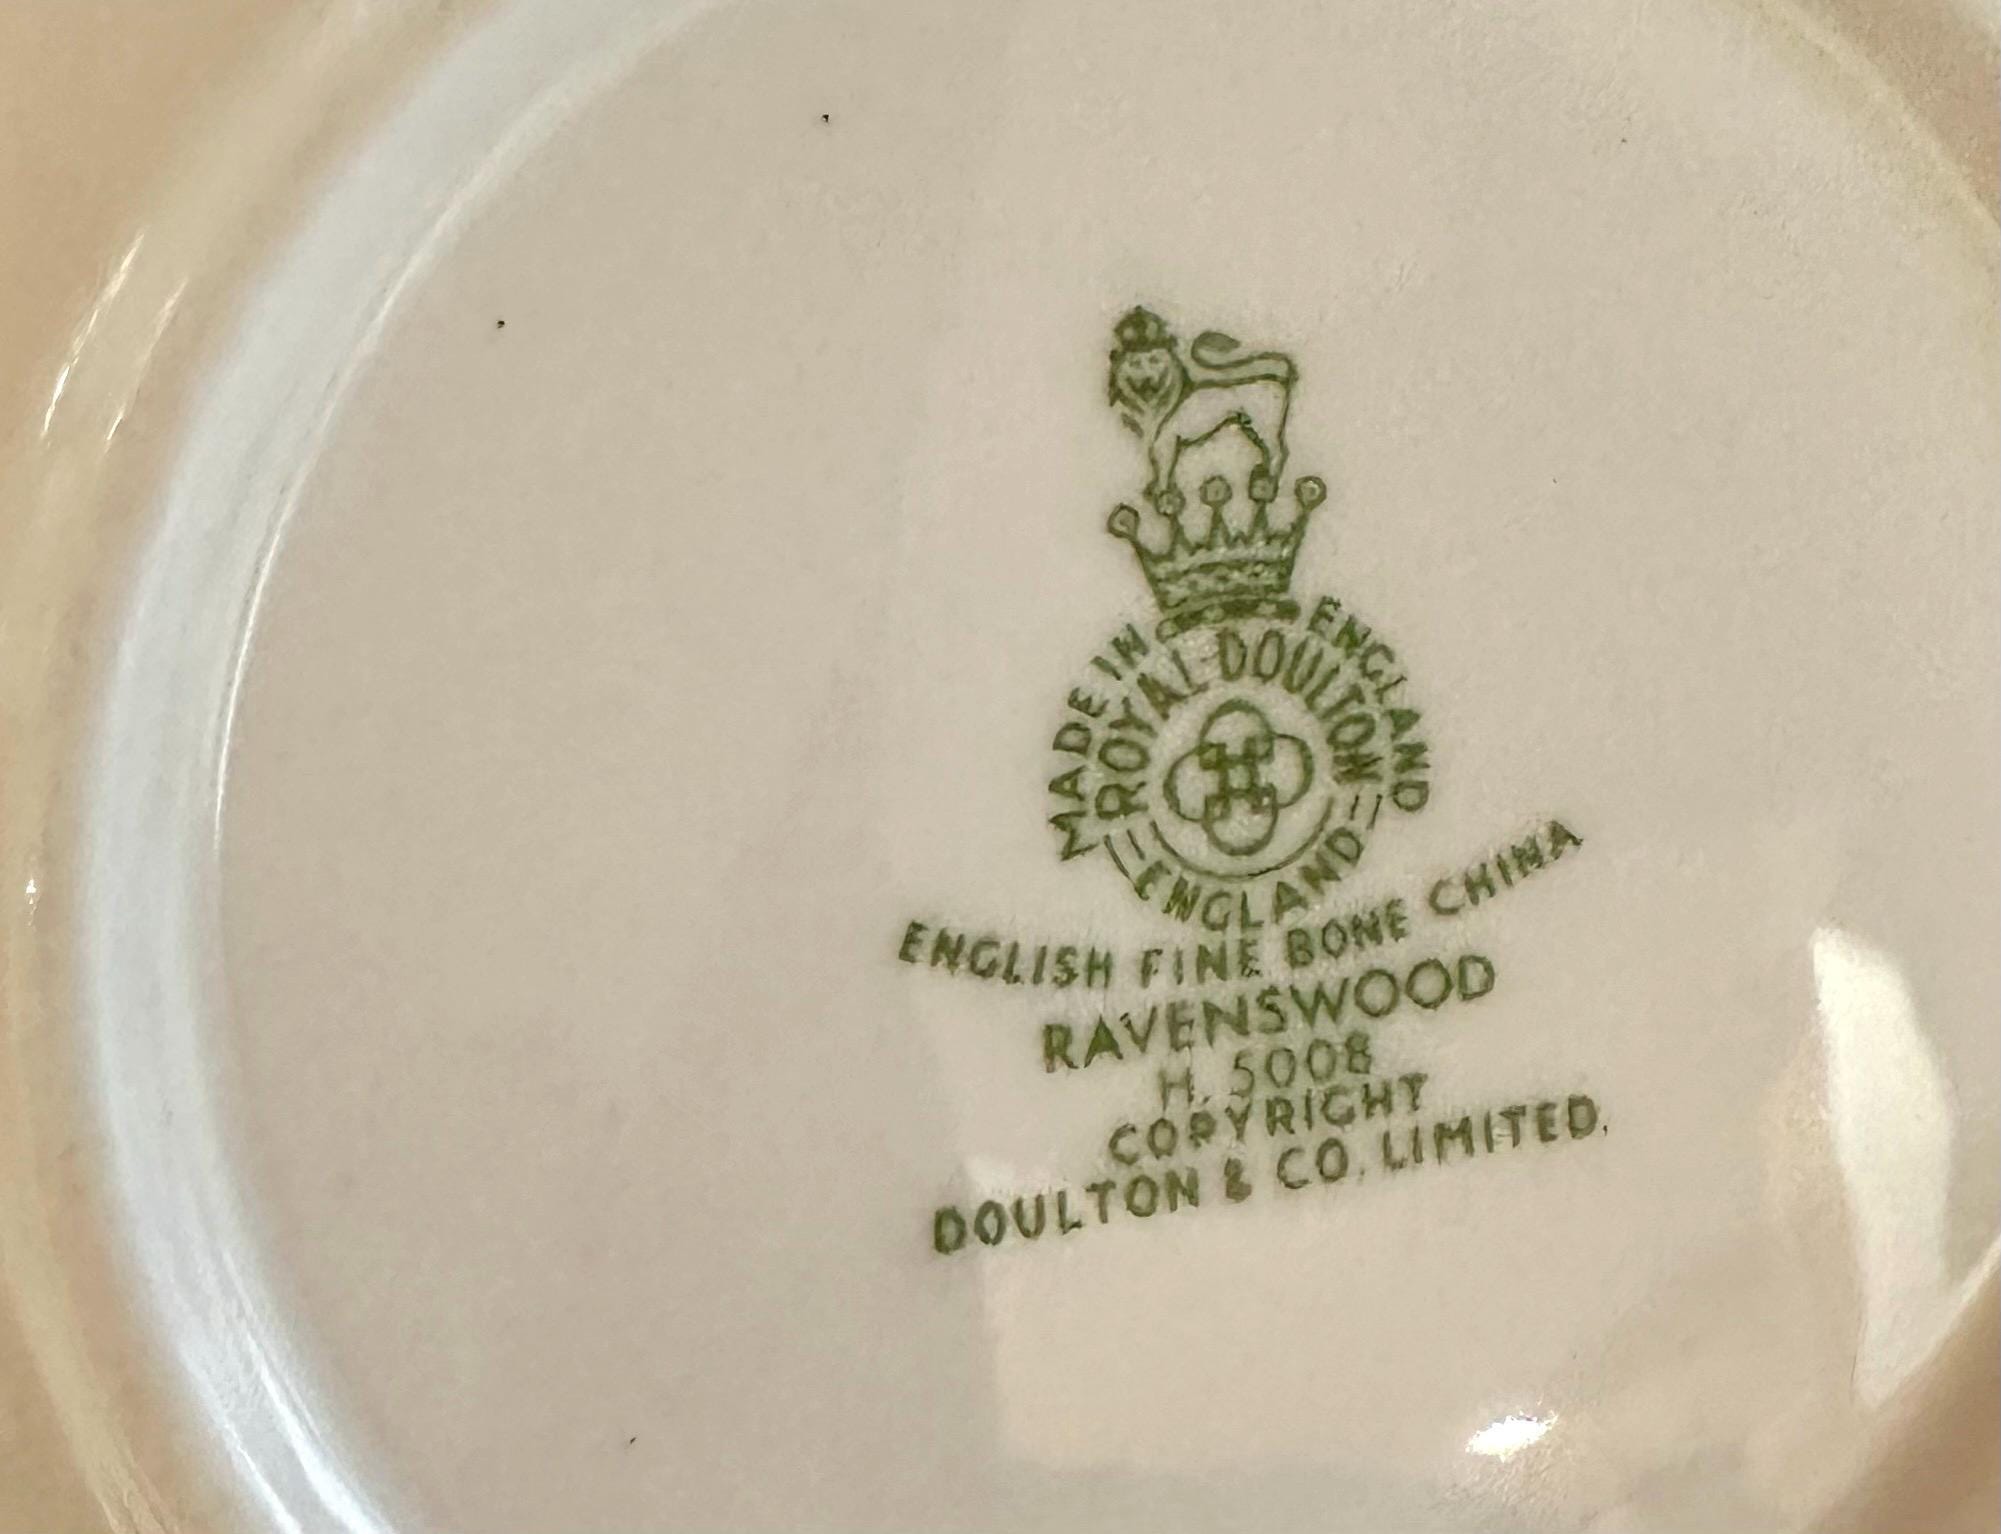 MADE IN ENGLAND
ROYAL DOULTON
ENGLAND
ENGLISH FINE BONE CHINA
RAVENSWOOD
H. 5008
COPYRIGHT
DOULTON & CO. LIMITED.